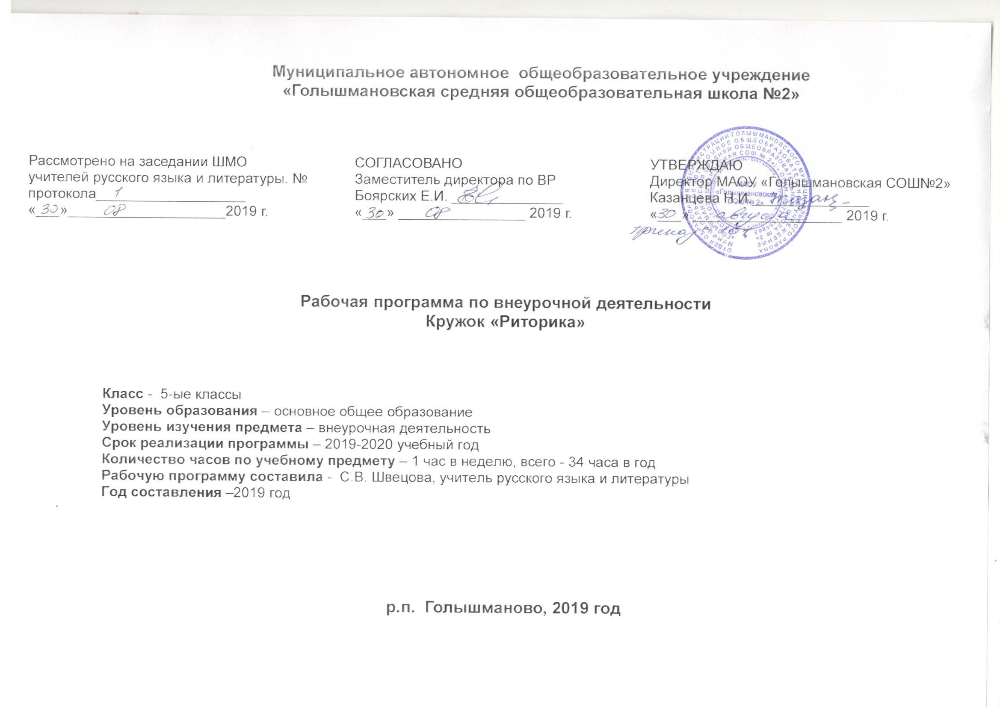 Муниципальное автономное общеобразовательное учреждение
«Голышмановская средняя общеобразовательная школа №2»
Рассмотрено на заседании ШМО
учителей русского языка и литературы. №
протокола 1
«30» 08 2019 г.
СОГЛАСОВАНО
Заместитель директора по ВР
Боярских Е.И.
«30» 08 2019 г.
УТВЕРЖДАЮ
Директор МАОУ «Голышмановская СОШ№2»
Казанцева Н.И.
«30» августа 2019 г.
МАОУ
«Голышмановская
СОШ № 2»
Рабочая программа по внеурочной деятельности
Кружок «Риторика»
Класс - 5-ые классы
Уровень образования – основное общее образование
Уровень изучения предмета – внеурочная деятельность
Срок реализации программы – 2019-2020 учебный год
Количество часов по учебному предмету – 1 час в неделю, всего - 34 часа в год
Рабочую программу составила - С.В. Швецова, учитель русского языка и литературы
Год составления –2019 год
р.п. Голышманово, 2019 год